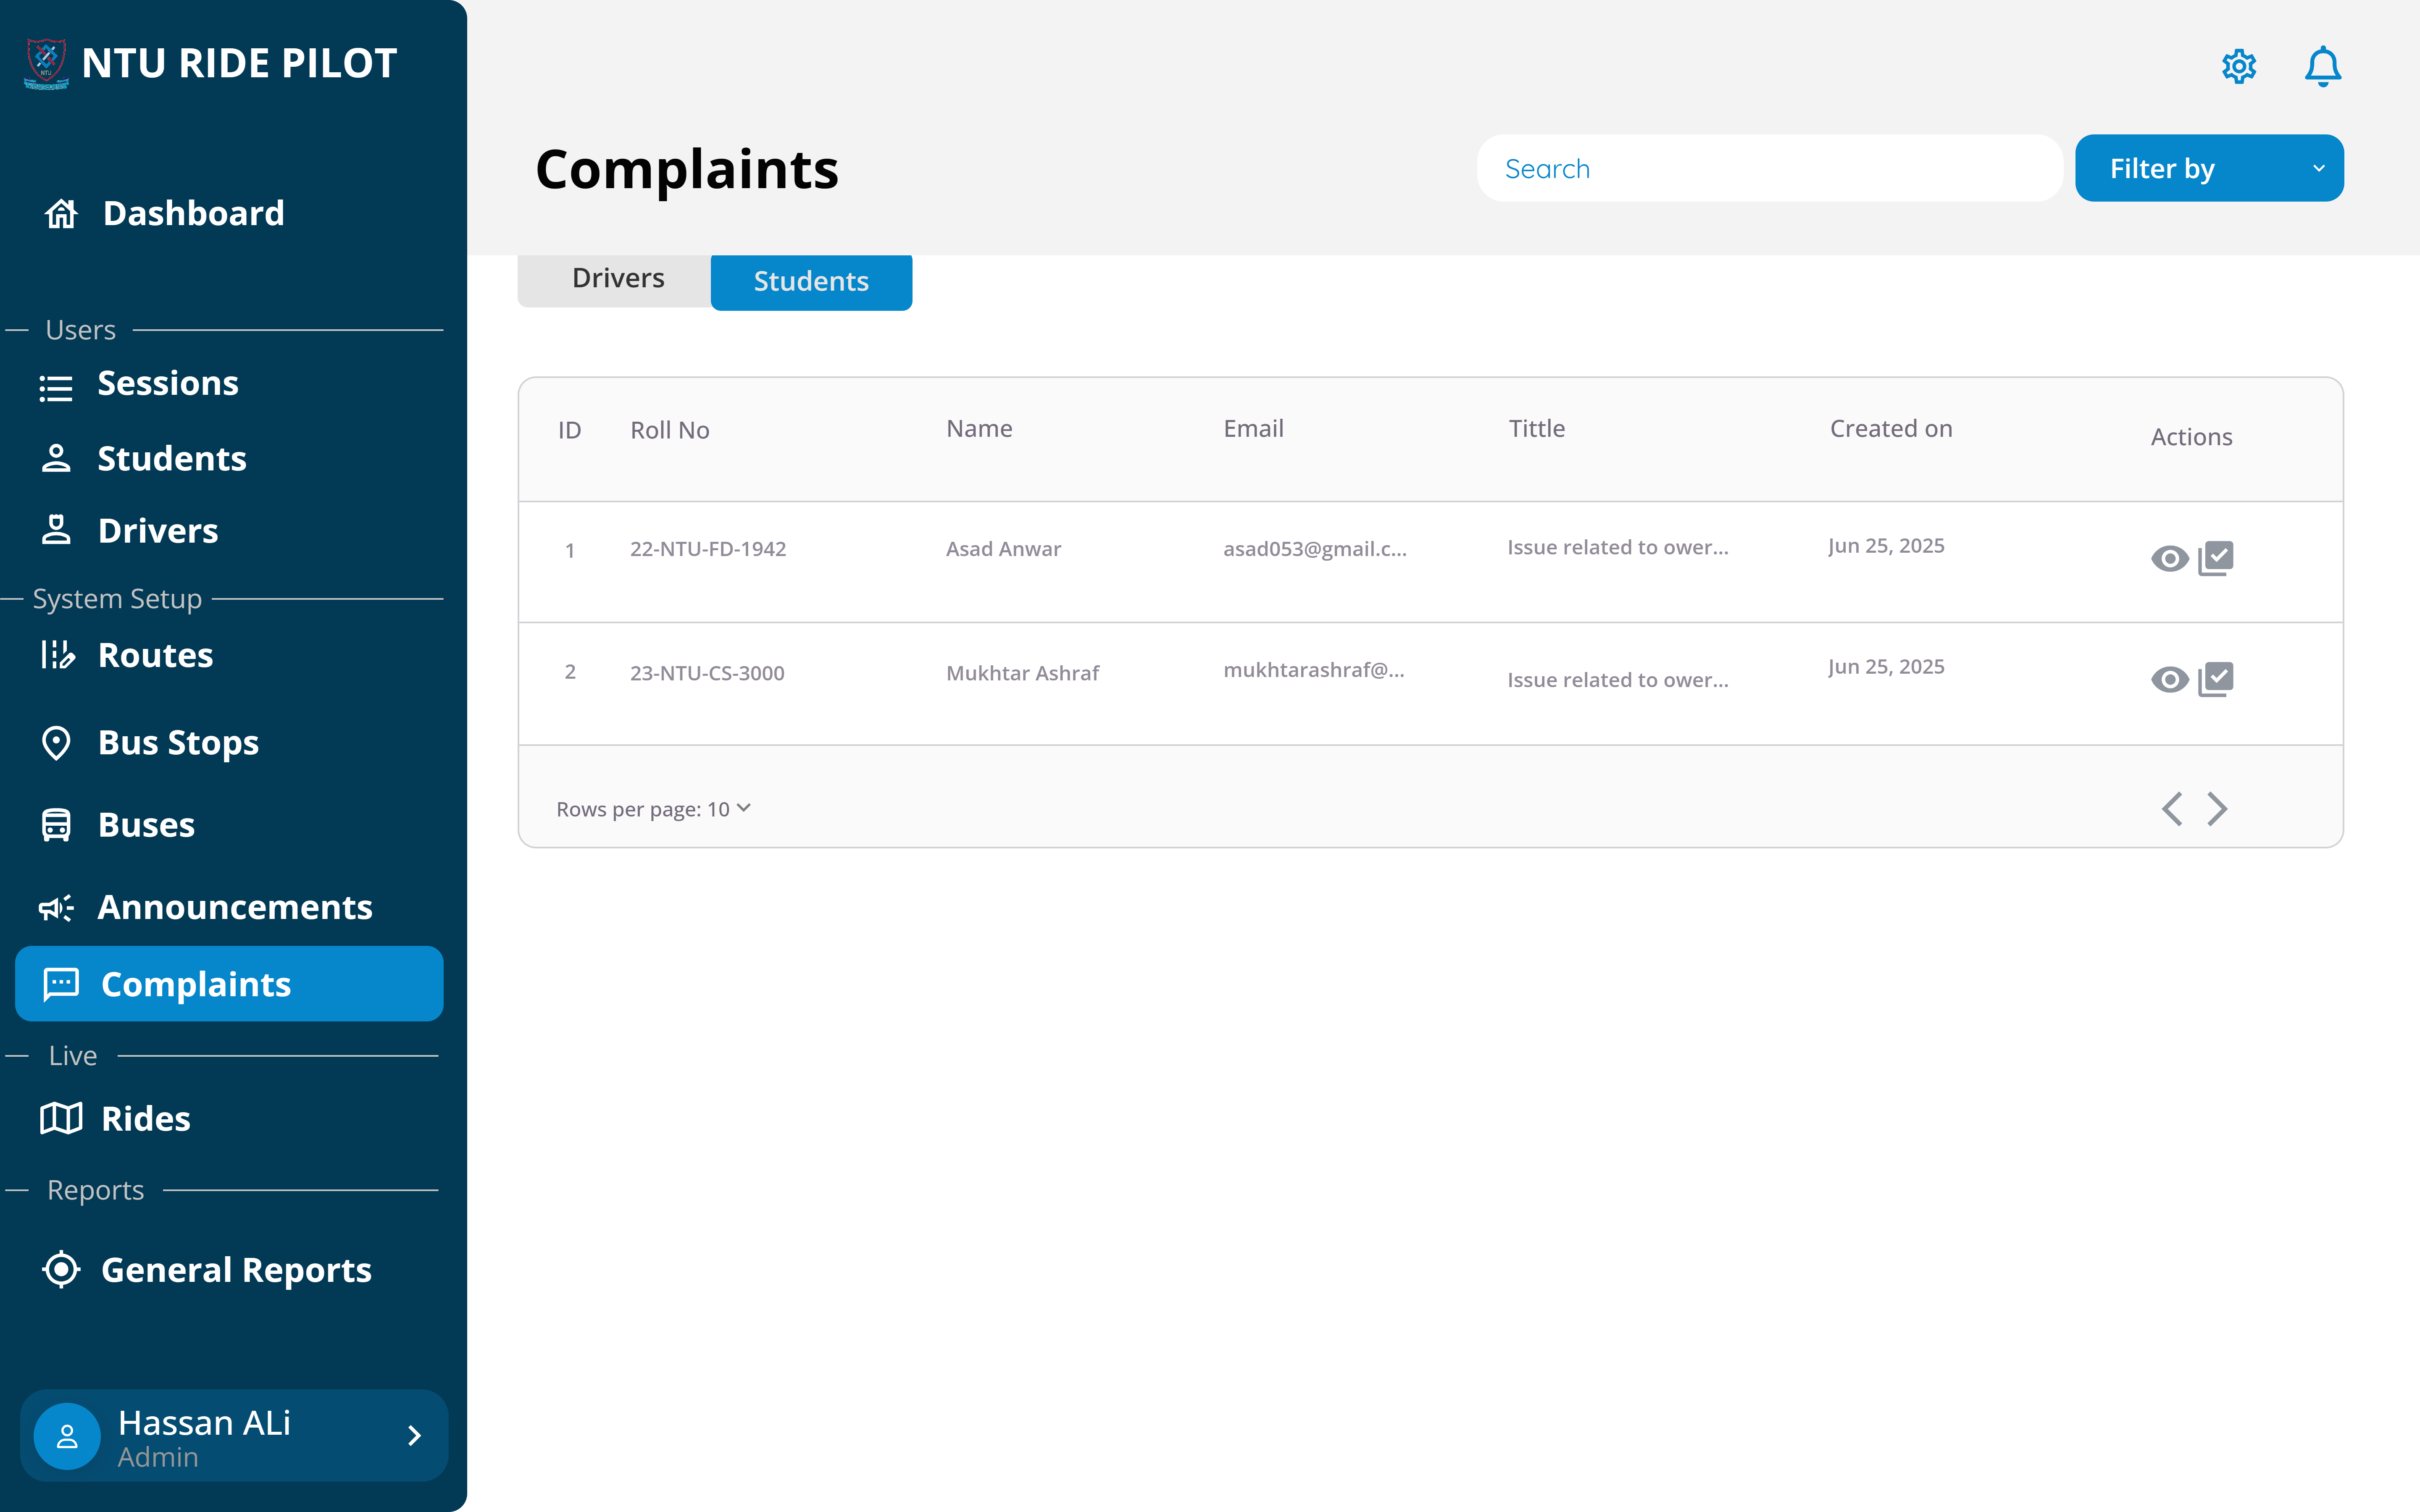 NTU RIDE PILOT
NTU
Dashboard
Users
Sessions
Students
Drivers
System Setup
Routes
Bus Stops
Buses
Announcements
Complaints
Live
Rides
Reports
General Reports
Hassan ALi
Admin
Complaints
Search
Filter by
Drivers
Students
ID Roll No Name Email Tittle Created on Actions
1 22-NTU-FD-1942 Asad Anwar asad053@gmail.c... Issue related to ower... Jun 25, 2025
2 23-NTU-CS-3000 Mukhtar Ashraf mukhtarashraf@... Issue related to ower... Jun 25, 2025
Rows per page: 10